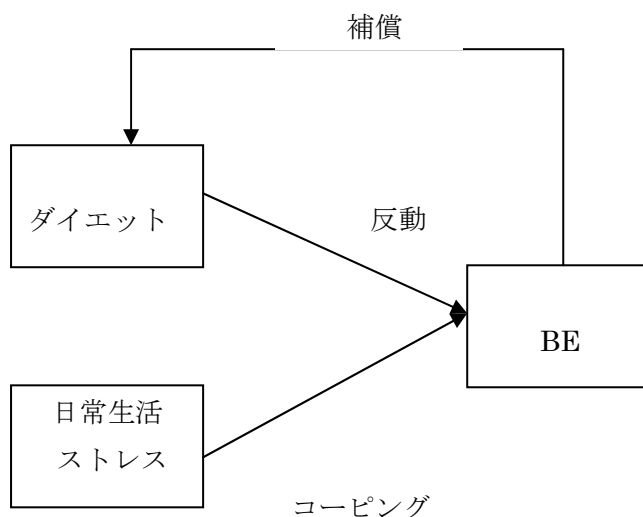 補償
ダイエット
反動
BE
日常生活
ストレス
コーピング